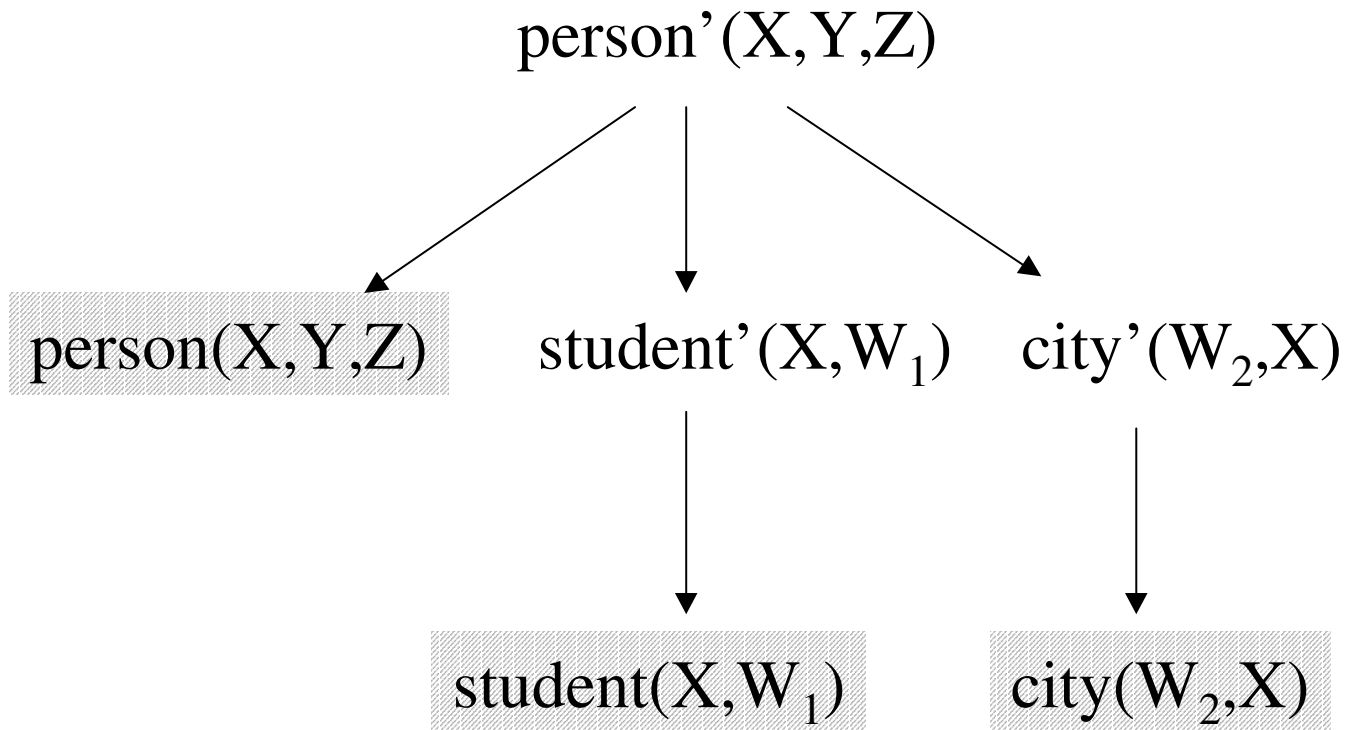 person’(X,Y,Z)
person(X,Y,Z)
student’(X,W₁)
city’(W₂,X)
student(X,W₁)
city(W₂,X)